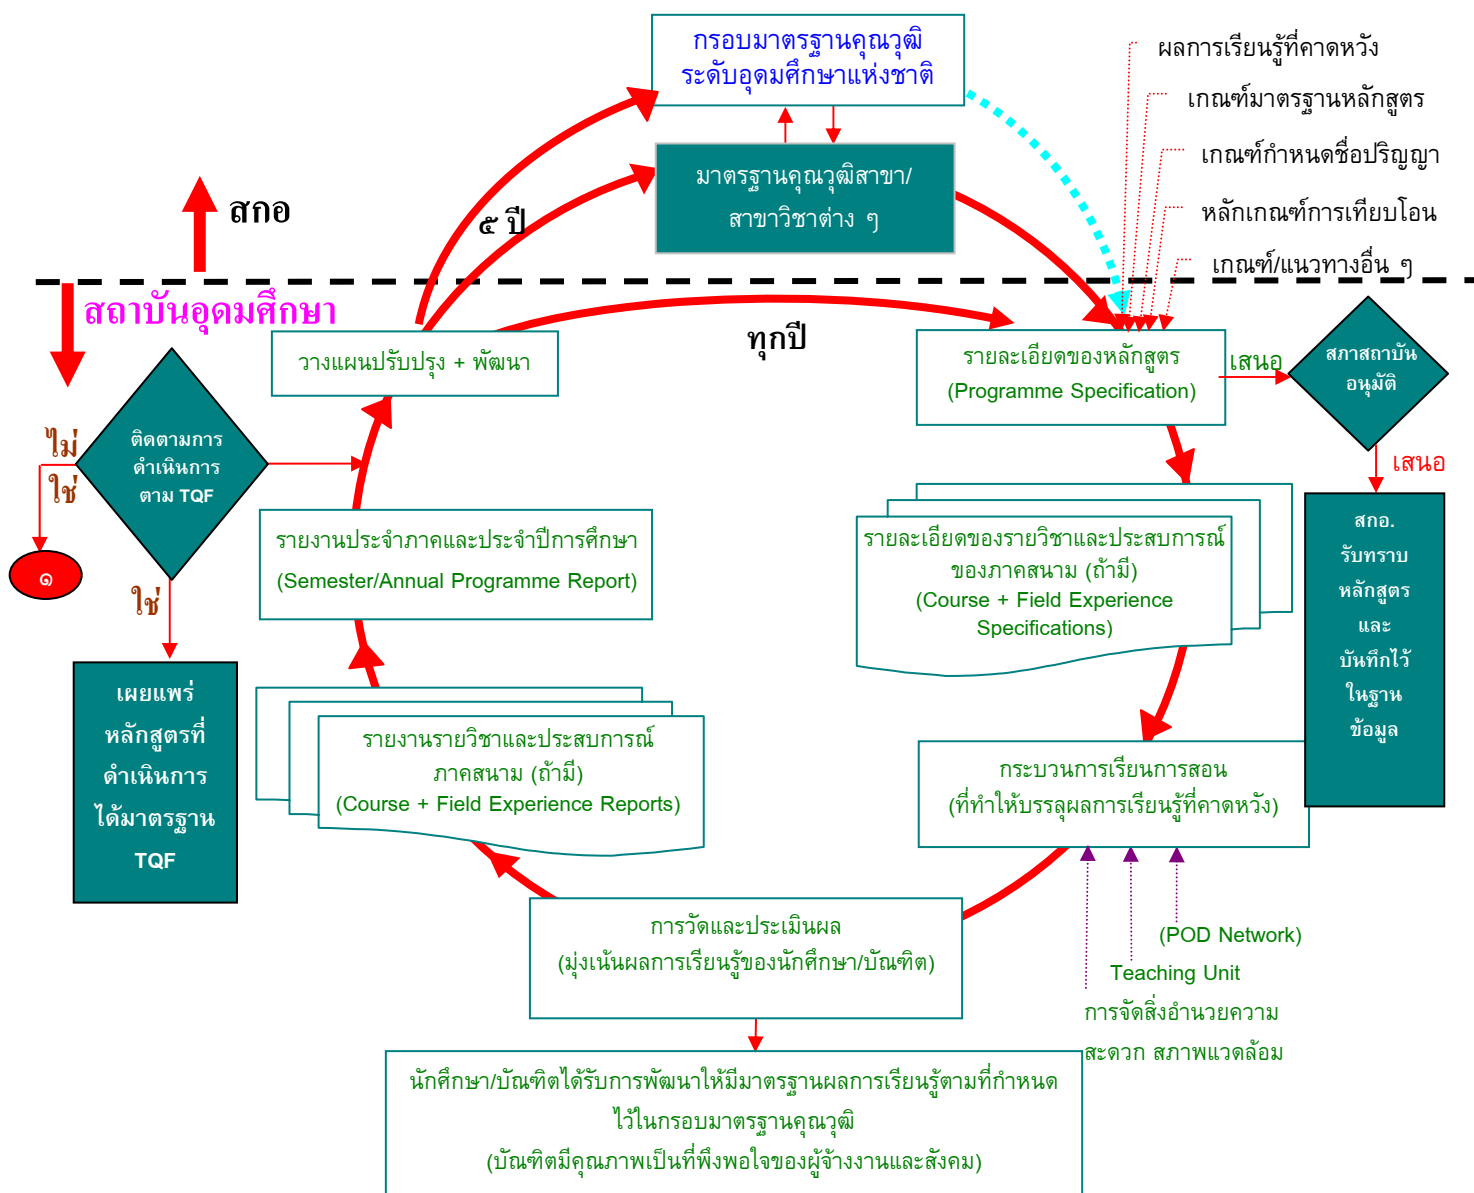 กรอบมาตรฐานคุณวุฒิ
ระดับอุดมศึกษาแห่งชาติ
ผลการเรียนรู้ที่คาดหวัง
เกณฑ์มาตรฐานหลักสูตร
เกณฑ์กำหนดชื่อปริญญา
หลักเกณฑ์การเทียบโอน
เกณฑ์/แนวทางอื่น ๆ
มาตรฐานคุณวุฒิสาขา/
สาขาวิชาต่าง ๆ
สกอ
๕ ปี
สถาบันอุดมศึกษา
ทุกปี
วางแผนปรับปรุง + พัฒนา
รายละเอียดของหลักสูตร
(Programme Specification)
เสนอ
สภาสถาบัน
อนุมัติ
เสนอ
ติดตามการ
ดำเนินการ
ตาม TQF
ไม่
ใช่
๑
ใช่
รายงานประจำภาคและประจำปีการศึกษา
(Semester/Annual Programme Report)
รายละเอียดของรายวิชาและประสบการณ์
ของภาคสนาม (ถ้ามี)
(Course + Field Experience
Specifications)
สกอ.
รับทราบ
หลักสูตร
และ
บันทึกไว้
ในฐาน
ข้อมูล
เผยแพร่
หลักสูตรที่
ดำเนินการ
ได้มาตรฐาน
TQF
รายงานรายวิชาและประสบการณ์
ภาคสนาม (ถ้ามี)
(Course + Field Experience Reports)
กระบวนการเรียนการสอน
(ที่ทำให้บรรลุผลการเรียนรู้ที่คาดหวัง)
การวัดและประเมินผล
(มุ่งเน้นผลการเรียนรู้ของนักศึกษา/บัณฑิต)
(POD Network)
Teaching Unit
การจัดสิ่งอำนวยความ
สะดวก สภาพแวดล้อม
นักศึกษา/บัณฑิตได้รับการพัฒนาให้มีมาตรฐานผลการเรียนรู้ตามที่กำหนด
ไว้ในกรอบมาตรฐานคุณวุฒิ
(บัณฑิตมีคุณภาพเป็นที่พึงพอใจของผู้จ้างงานและสังคม)